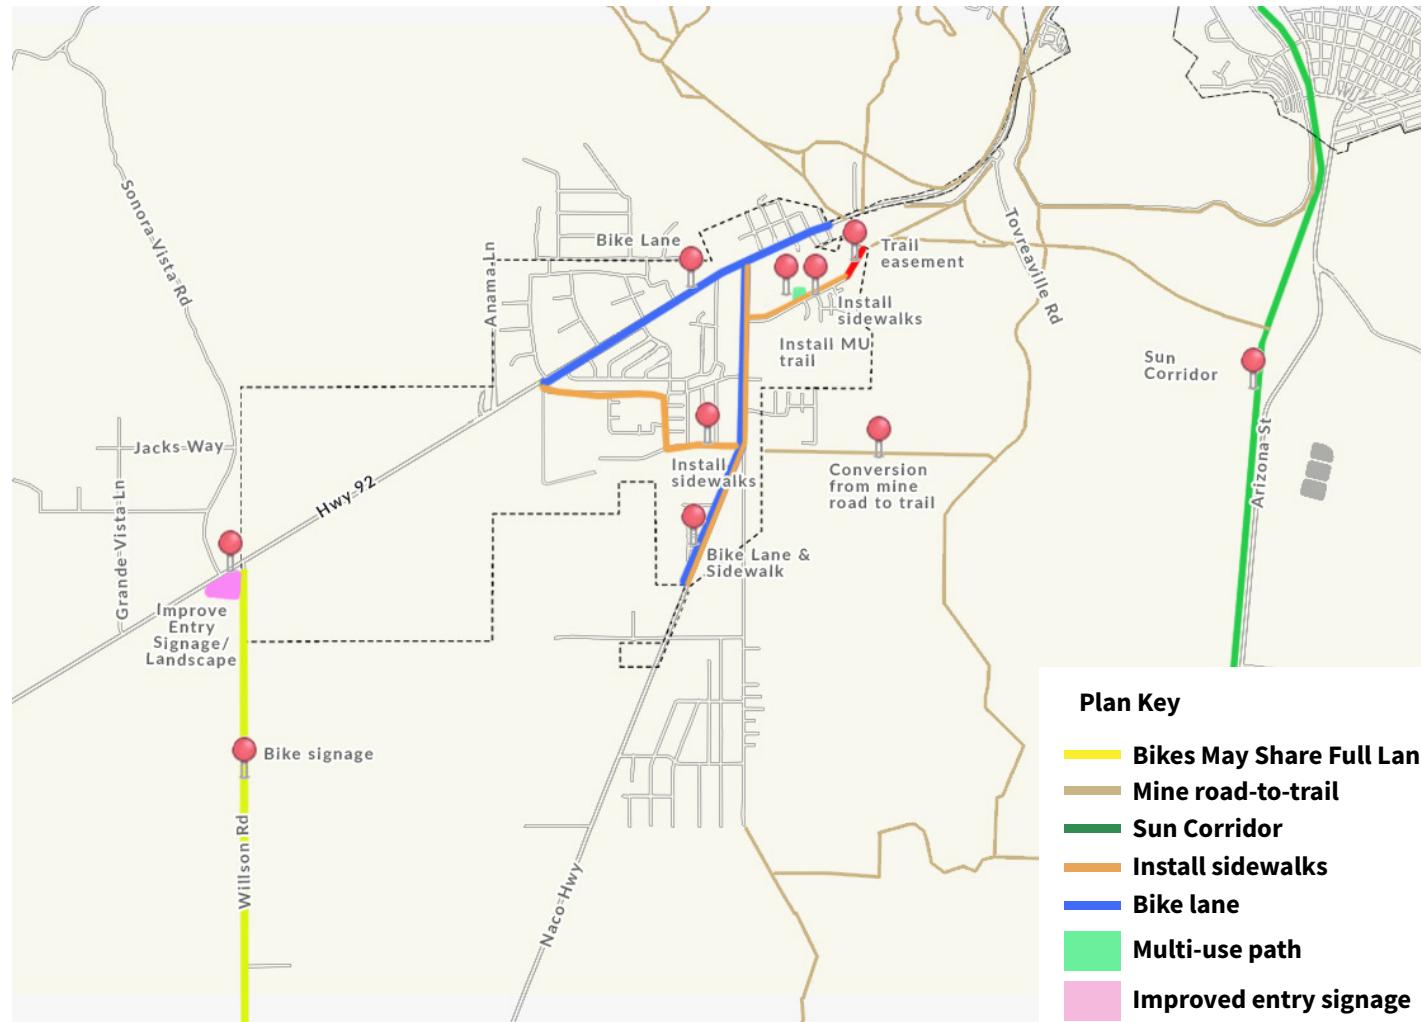 Sonora Vista Rd
Anama Ln
Bike Lane
Trail
easement
Tovreaville Rd
Install
sidewalks
Install MU
trail
Sun
Corridor
Jacks Way
Grande Vista Ln
Hwy 92
Install
sidewalks
Conversion
from mine
road to trail
Arizona St
Bike Lane &
Sidewalk
Improve
Entry
Signage/
Landscape
Bike signage
Willson Rd
Naco Hwy
Plan Key
Bikes May Share Full Lan
Mine road-to-trail
Sun Corridor
Install sidewalks
Bike lane
Multi-use path
Improved entry signage